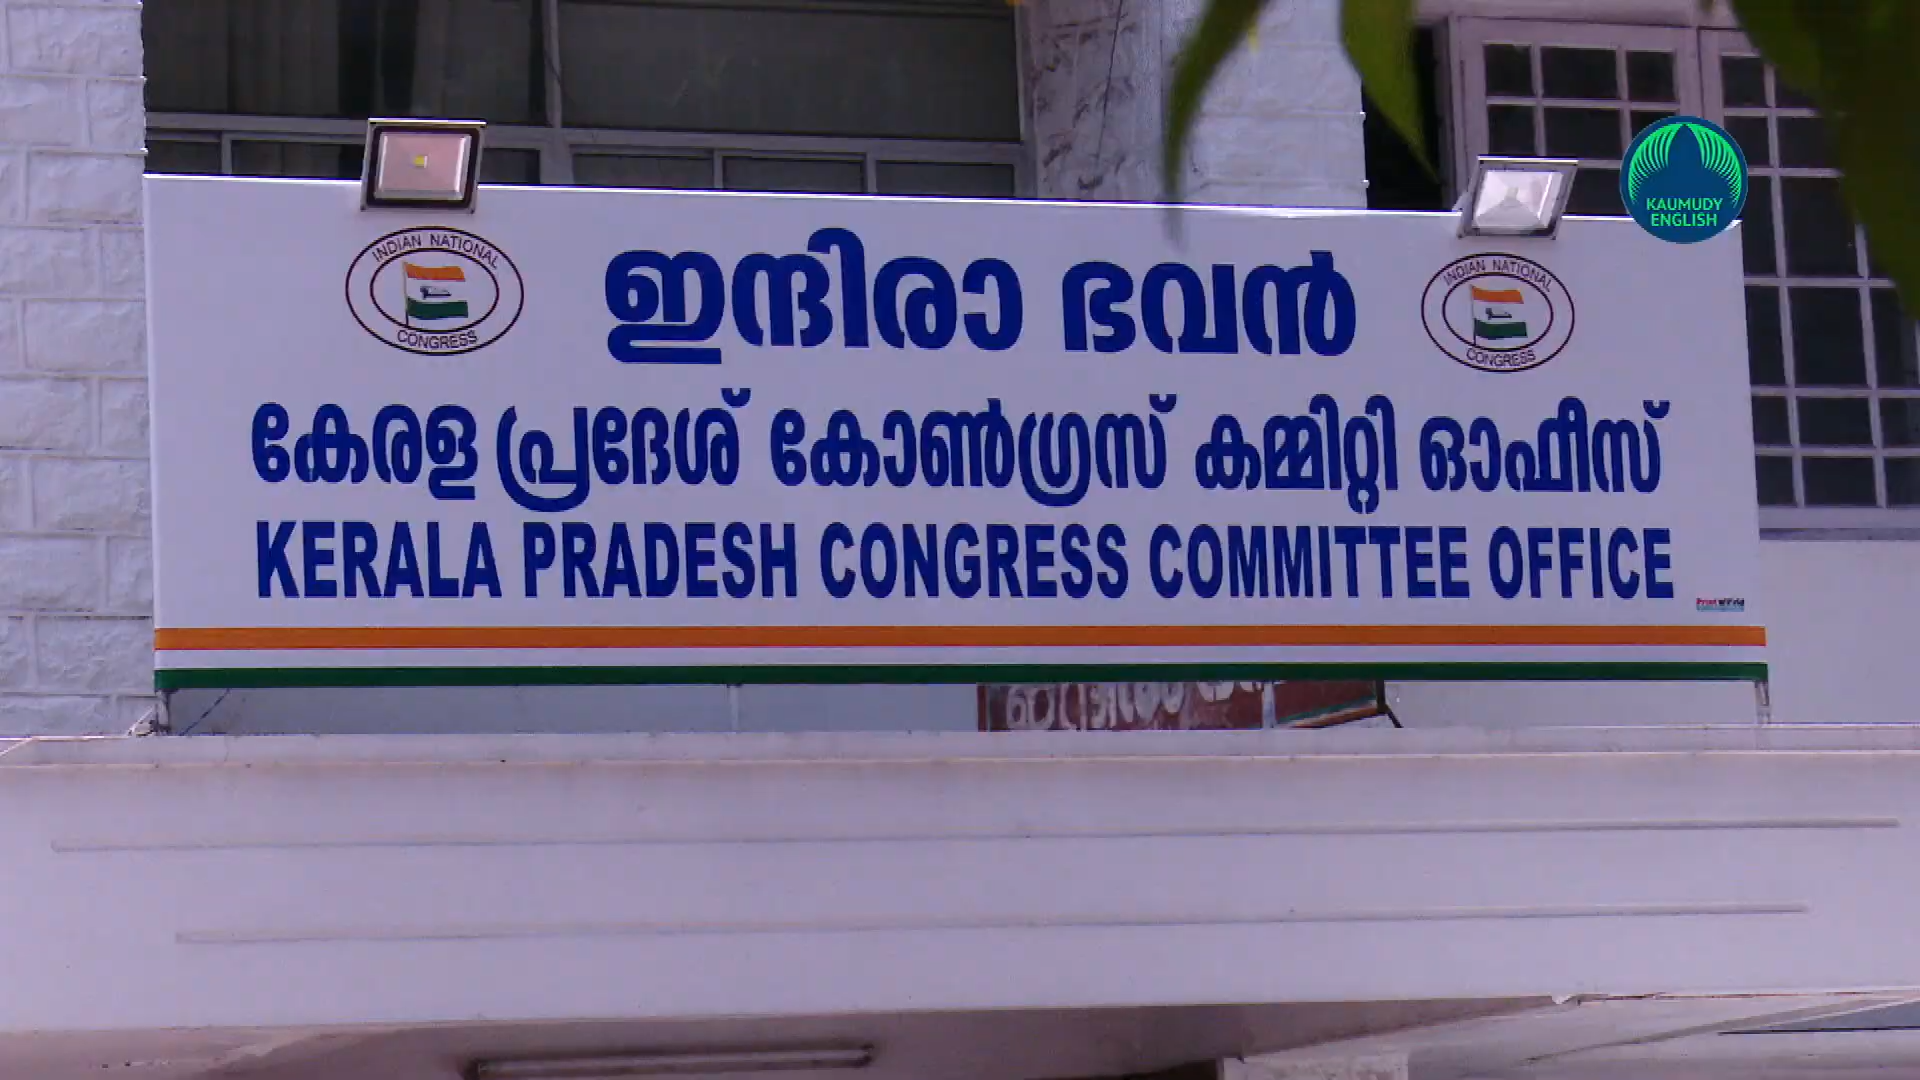 KAUMUDY
ENGLISH
INDIAN NATIONAL
CONGRESS
ഇന്ദിരാ ഭവൻ
INDIAN NATIONAL
CONGRESS
കേരള പ്രദേശ് കോൺഗ്രസ് കമ്മിറ്റി ഓഫീസ്
KERALA PRADESH CONGRESS COMMITTEE OFFICE